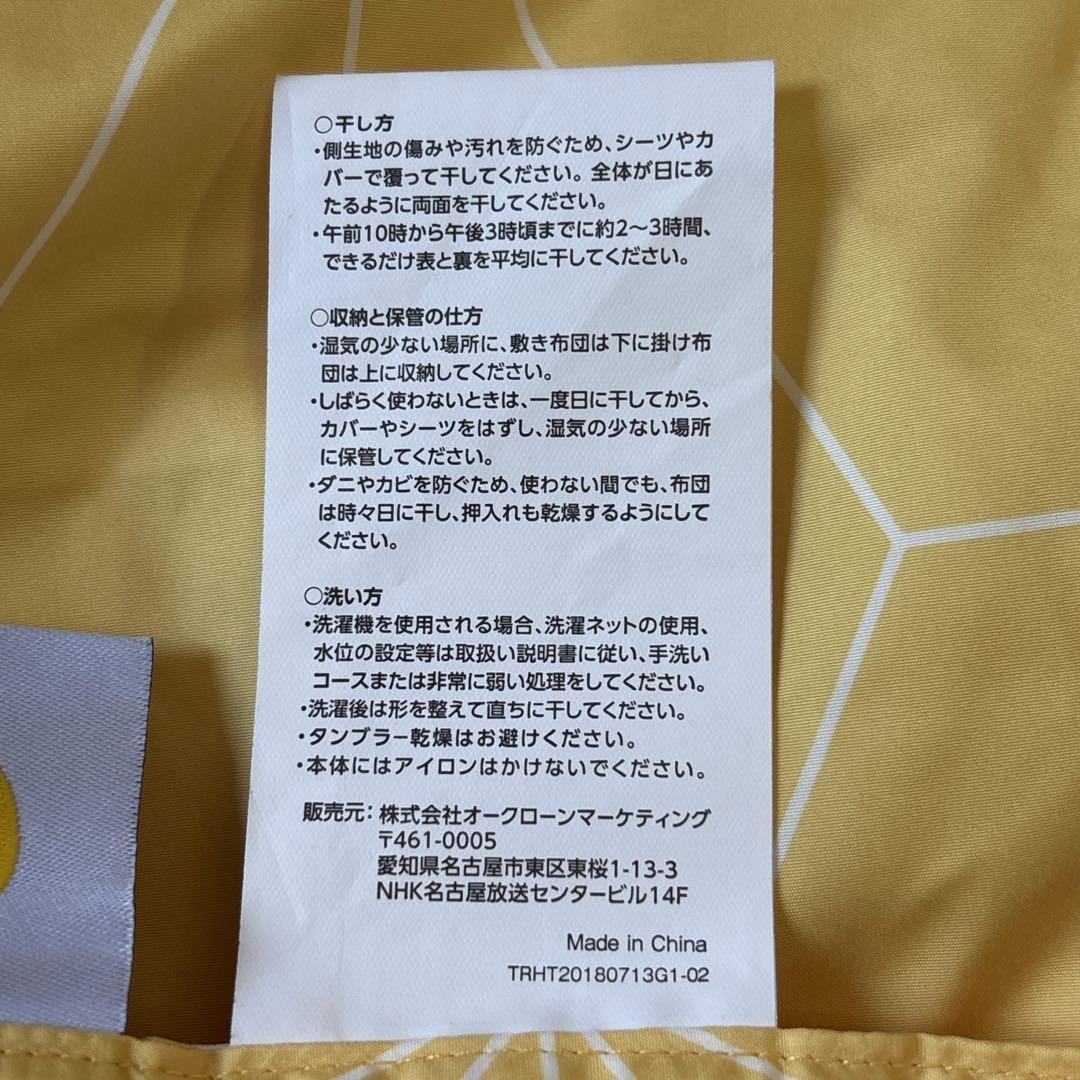 ○干し方
・側生地の傷みや汚れを防ぐため、シーツやカ
バーで覆って干してください。全体が日にあ
たるように両面を干してください。
・午前10時から午後3時頃までに約2〜3時間、
できるだけ表と裏を平均に干してください。
○収納と保管の仕方
・湿気の少ない場所に、敷き布団は下に掛け布
団は上に収納してください。
・しばらく使わないときは、一度日に干してから、
カバーやシーツをはずし、湿気の少ない場所
に保管してください。
・ダニやカビを防ぐため、使わない間でも、布団
は時々日に干し、押入れも乾燥するようにして
ください。
○洗い方
・洗濯機を使用される場合、洗濯ネットの使用、
水位の設定等は取扱い説明書に従い、手洗い
コースまたは非常に弱い処理をしてください。
・洗濯後は形を整えて直ちに干してください。
・タンブラー乾燥はお避けください。
・本体にはアイロンはかけないでください。
販売元：株式会社オークローンマーケティング
〒461-0005
愛知県名古屋市東区東桜1-13-3
NHK名古屋放送センタービル14F
Made in China
TRHT20180713G1-02